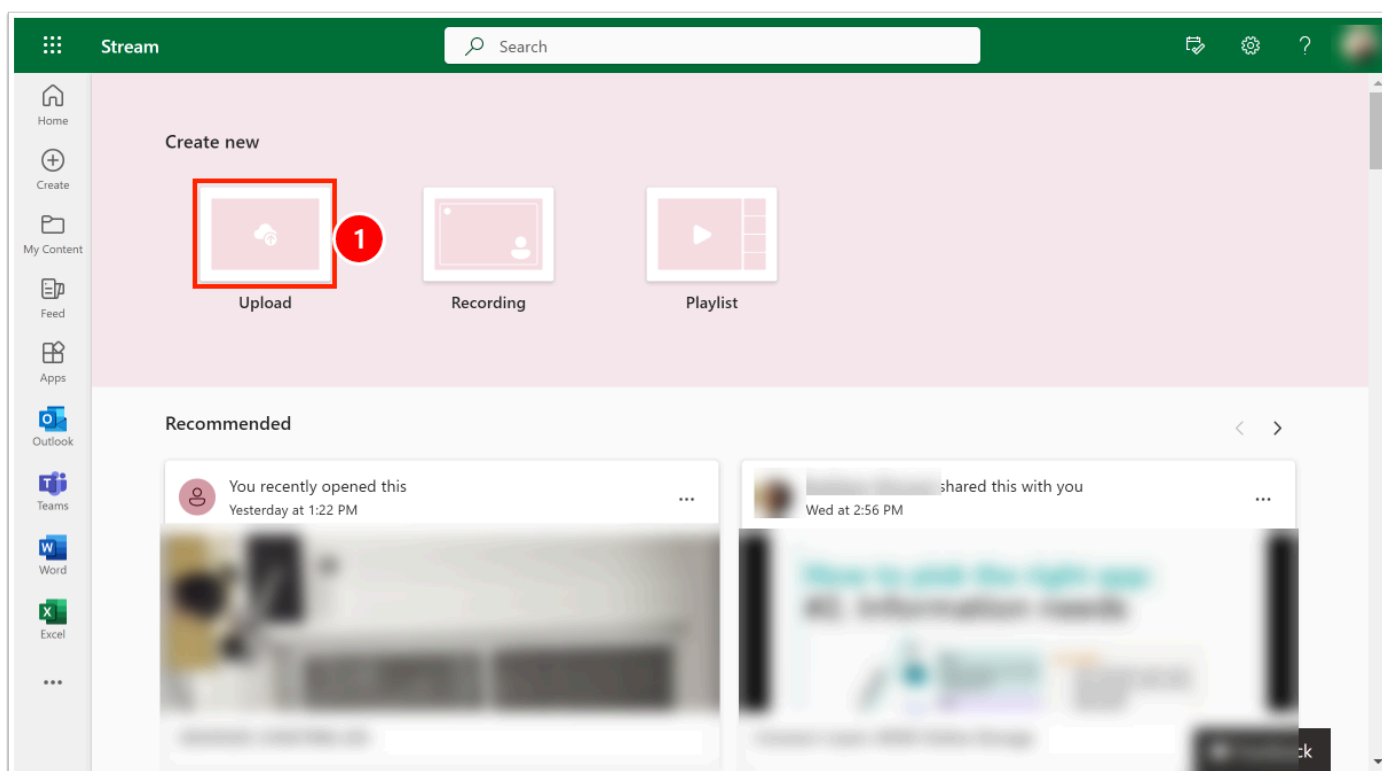 Stream
Search
?
Home
Create
My Content
Feed
Apps
Outlook
Teams
Word
Excel
Create new
1
Upload
Recording
Playlist
Recommended
You recently opened this
Yesterday at 1:22 PM
shared this with you
Wed at 2:56 PM